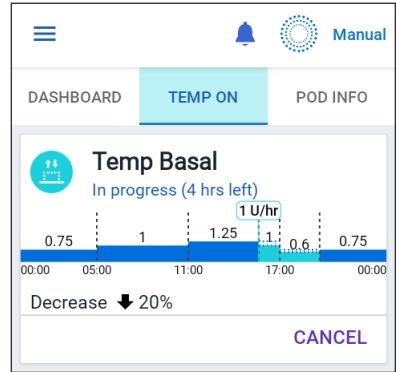 Manual
DASHBOARD TEMP ON POD INFO
Temp Basal
In progress (4 hrs left)
1 U/hr
0.75 1 1.25 1. 0.6 0.75
00:00 05:00 11:00 17:00 00:00
Decrease 20%
CANCEL